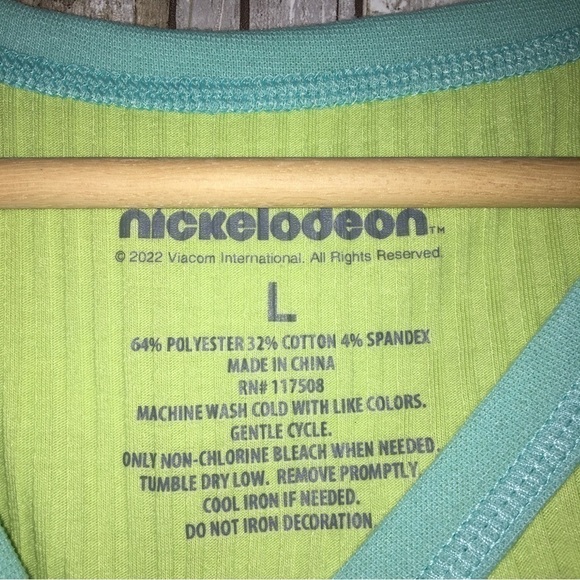 nickelodeon™
© 2022 Viacom International. All Rights Reserved.
L
64% POLYESTER 32% COTTON 4% SPANDEX
MADE IN CHINA
RN# 117508
MACHINE WASH COLD WITH LIKE COLORS.
GENTLE CYCLE.
ONLY NON-CHLORINE BLEACH WHEN NEEDED.
TUMBLE DRY LOW. REMOVE PROMPTLY.
COOL IRON IF NEEDED.
DO NOT IRON DECORATION.